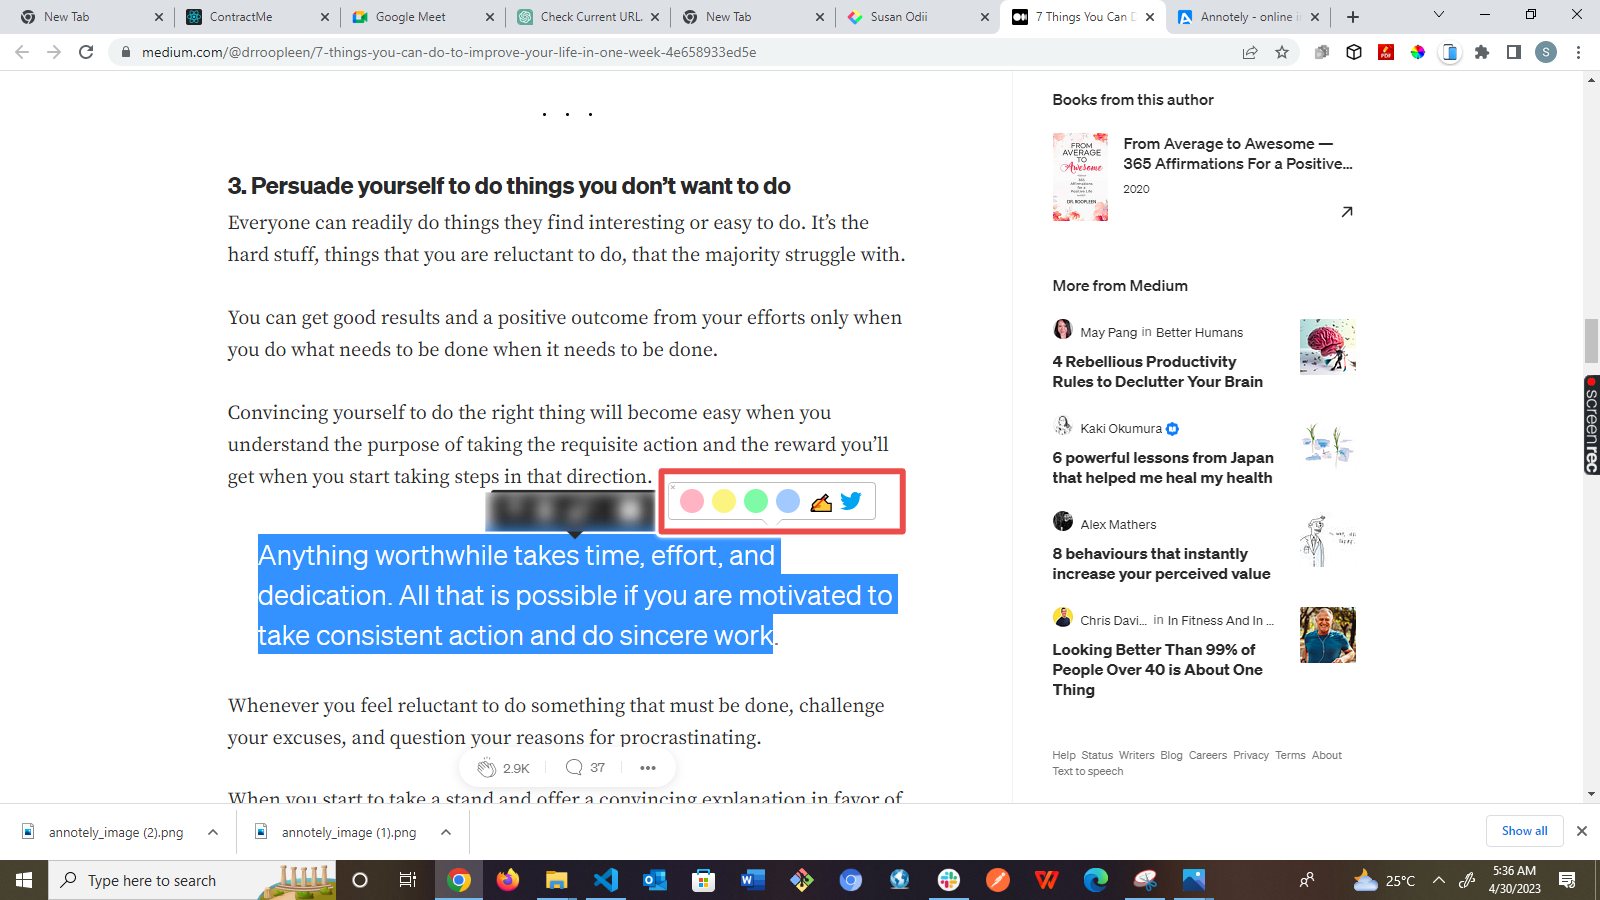 New Tab
ContractMe
Google Meet
Check Current URL.
New Tab
Susan Odii
7 Things You Can D
Annotely - online i
medium.com/@drroopleen/7-things-you-can-do-to-improve-your-life-in-one-week-4e658933ed5e
PDF
S
. . .
3. Persuade yourself to do things you don’t want to do
Everyone can readily do things they find interesting or easy to do. It’s the
hard stuff, things that you are reluctant to do, that the majority struggle with.
You can get good results and a positive outcome from your efforts only when
you do what needs to be done when it needs to be done.
Convincing yourself to do the right thing will become easy when you
understand the purpose of taking the requisite action and the reward you’ll
get when you start taking steps in that direction.
Anything worthwhile takes time, effort, and
dedication. All that is possible if you are motivated to
take consistent action and do sincere work.
Whenever you feel reluctant to do something that must be done, challenge
your excuses, and question your reasons for procrastinating.
2.9K
37
When you start to take a stand and offer a convincing explanation in favor of
Books from this author
FROM
AVERAGE
TO
Awesome
365
Affirmations
For a
Positive Life
DR. ROOPLEEN
From Average to Awesome —
365 Affirmations For a Positive...
2020
More from Medium
May Pang in Better Humans
4 Rebellious Productivity
Rules to Declutter Your Brain
Kaki Okumura
6 powerful lessons from Japan
that helped me heal my health
Alex Mathers
8 behaviours that instantly
increase your perceived value
Chris Davi... in In Fitness And In ...
Looking Better Than 99% of
People Over 40 is About One
Thing
Help Status Writers Blog Careers Privacy Terms About
Text to speech
screenrec
annotely_image (2).png
annotely_image (1).png
Show all
Type here to search
25°C
5:36 AM
4/30/2023